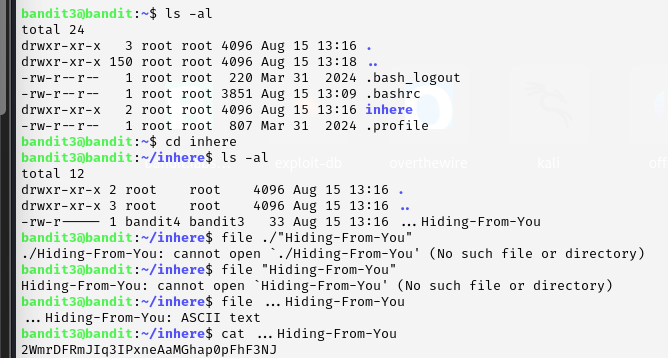 bandit3@bandit:~$ ls -al
total 24
drwxr-xr-x   3 root root 4096 Aug 15 13:16 .
drwxr-xr-x 150 root root 4096 Aug 15 13:18 ..
-rw-r--r--   1 root root  220 Mar 31  2024 .bash_logout
-rw-r--r--   1 root root 3851 Aug 15 13:09 .bashrc
drwxr-xr-x   2 root root 4096 Aug 15 13:16 inhere
-rw-r--r--   1 root root  807 Mar 31  2024 .profile
bandit3@bandit:~$ cd inhere
bandit3@bandit:~/inhere$ ls -al
exploit-db overthewire kali off
total 12
drwxr-xr-x 2 root    root    4096 Aug 15 13:16 .
drwxr-xr-x 3 root    root    4096 Aug 15 13:16 ..
-rw-r----- 1 bandit4 bandit3   33 Aug 15 13:16 ...Hiding-From-You
bandit3@bandit:~/inhere$ file ./"Hiding-From-You"
./Hiding-From-You: cannot open `./Hiding-From-You' (No such file or directory)
bandit3@bandit:~/inhere$ file "Hiding-From-You"
Hiding-From-You: cannot open `Hiding-From-You' (No such file or directory)
bandit3@bandit:~/inhere$ file ...Hiding-From-You
...Hiding-From-You: ASCII text
bandit3@bandit:~/inhere$ cat ...Hiding-From-You
2WmrDFRmJIq3IPxneAaMGhap0pFhF3NJ